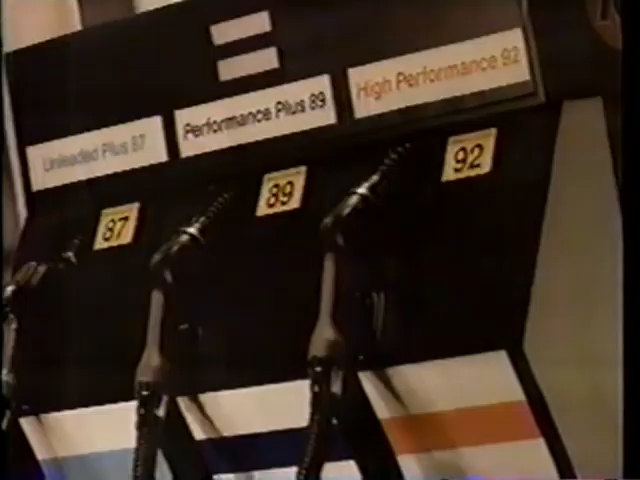 Unleaded Plus 87
Performance Plus 89
High Performance 92
87
89
92